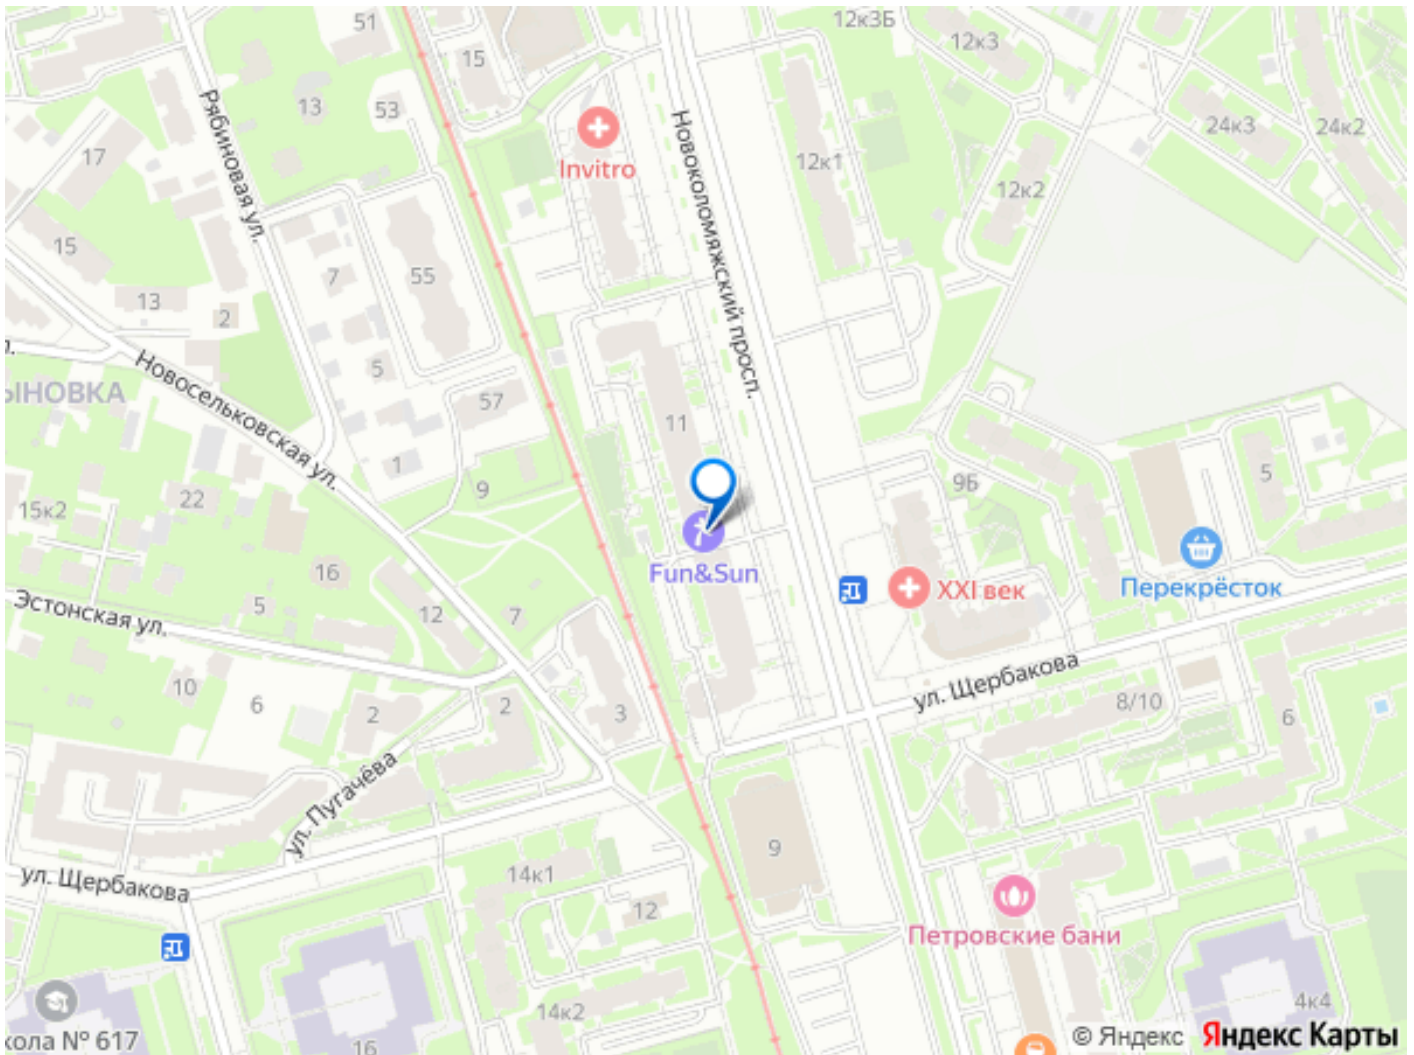 51
12к3Б
12к3
15
Рябиновая ул.
13
53
Новоколомяжский просп.
24к3
24к2
17
Invitro
12к1
12к2
15
7
55
13
2
Новосельковская ул.
5
ЫНОВКА
57
11
1
9
9Б
5
15к2
22
Fun&Sun
XXI век
Перекрёсток
16
Эстонская ул.
5
12
7
10
6
2
2
3
ул. Щербакова
8/10
6
ул. Пугачёва
9
ул. Щербакова
14к1
12
Петровские бани
14к2
4к4
кола № 617
16
© Яндекс Яндекс Карты